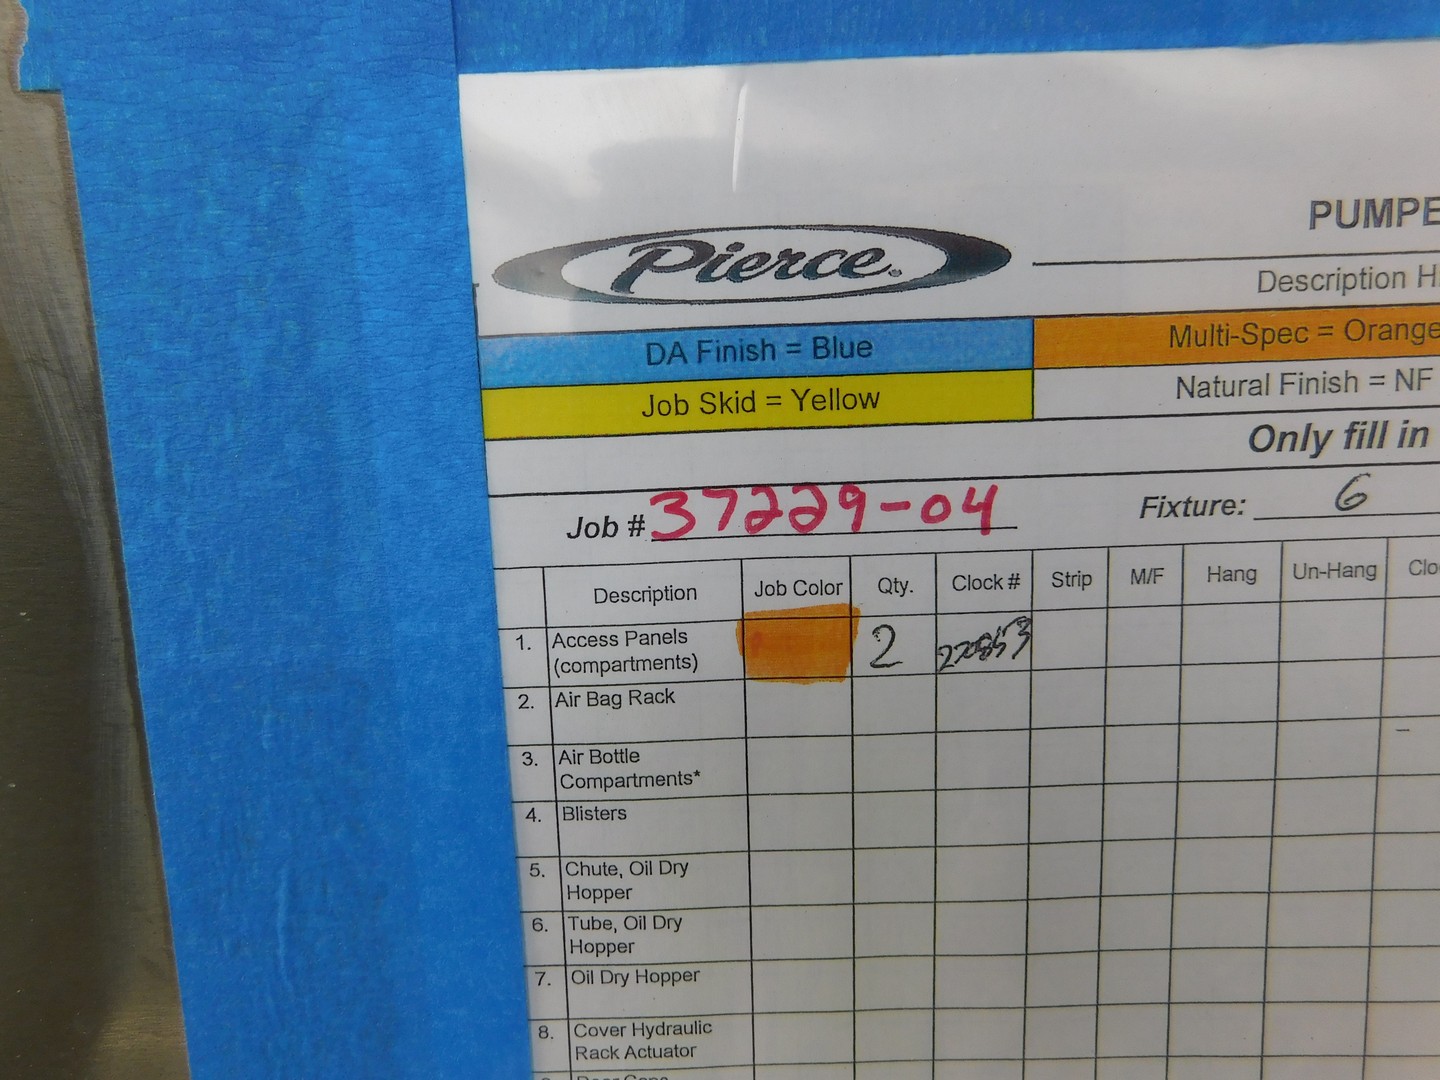 Pierce
PUMPE
Description H
DA Finish = Blue
Multi-Spec = Orange
Job Skid = Yellow
Natural Finish = NF
Only fill in
Job # 37229-04
Fixture: 6
Description Job Color Qty. Clock # Strip M/F Hang Un-Hang Clo
1. Access Panels
(compartments) 2
2. Air Bag Rack
3. Air Bottle
Compartments*
4. Blisters
5. Chute, Oil Dry
Hopper
6. Tube, Oil Dry
Hopper
7. Oil Dry Hopper
8. Cover Hydraulic
Rack Actuator